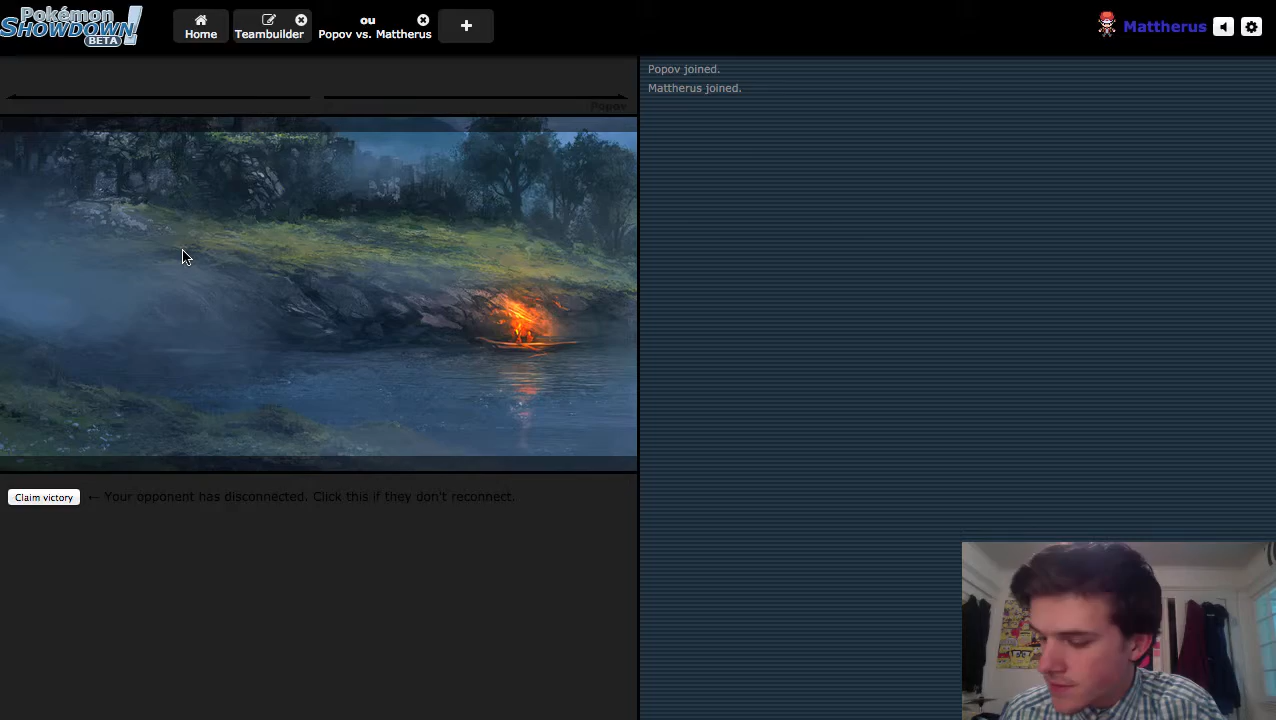 Pokémon
SHOWDOWN!
BETA
Home
Teambuilder
ou
Popov vs. Mattherus
+
Mattherus
Popov joined.
Mattherus joined.
Popov
Claim victory
← Your opponent has disconnected. Click this if they don't reconnect.